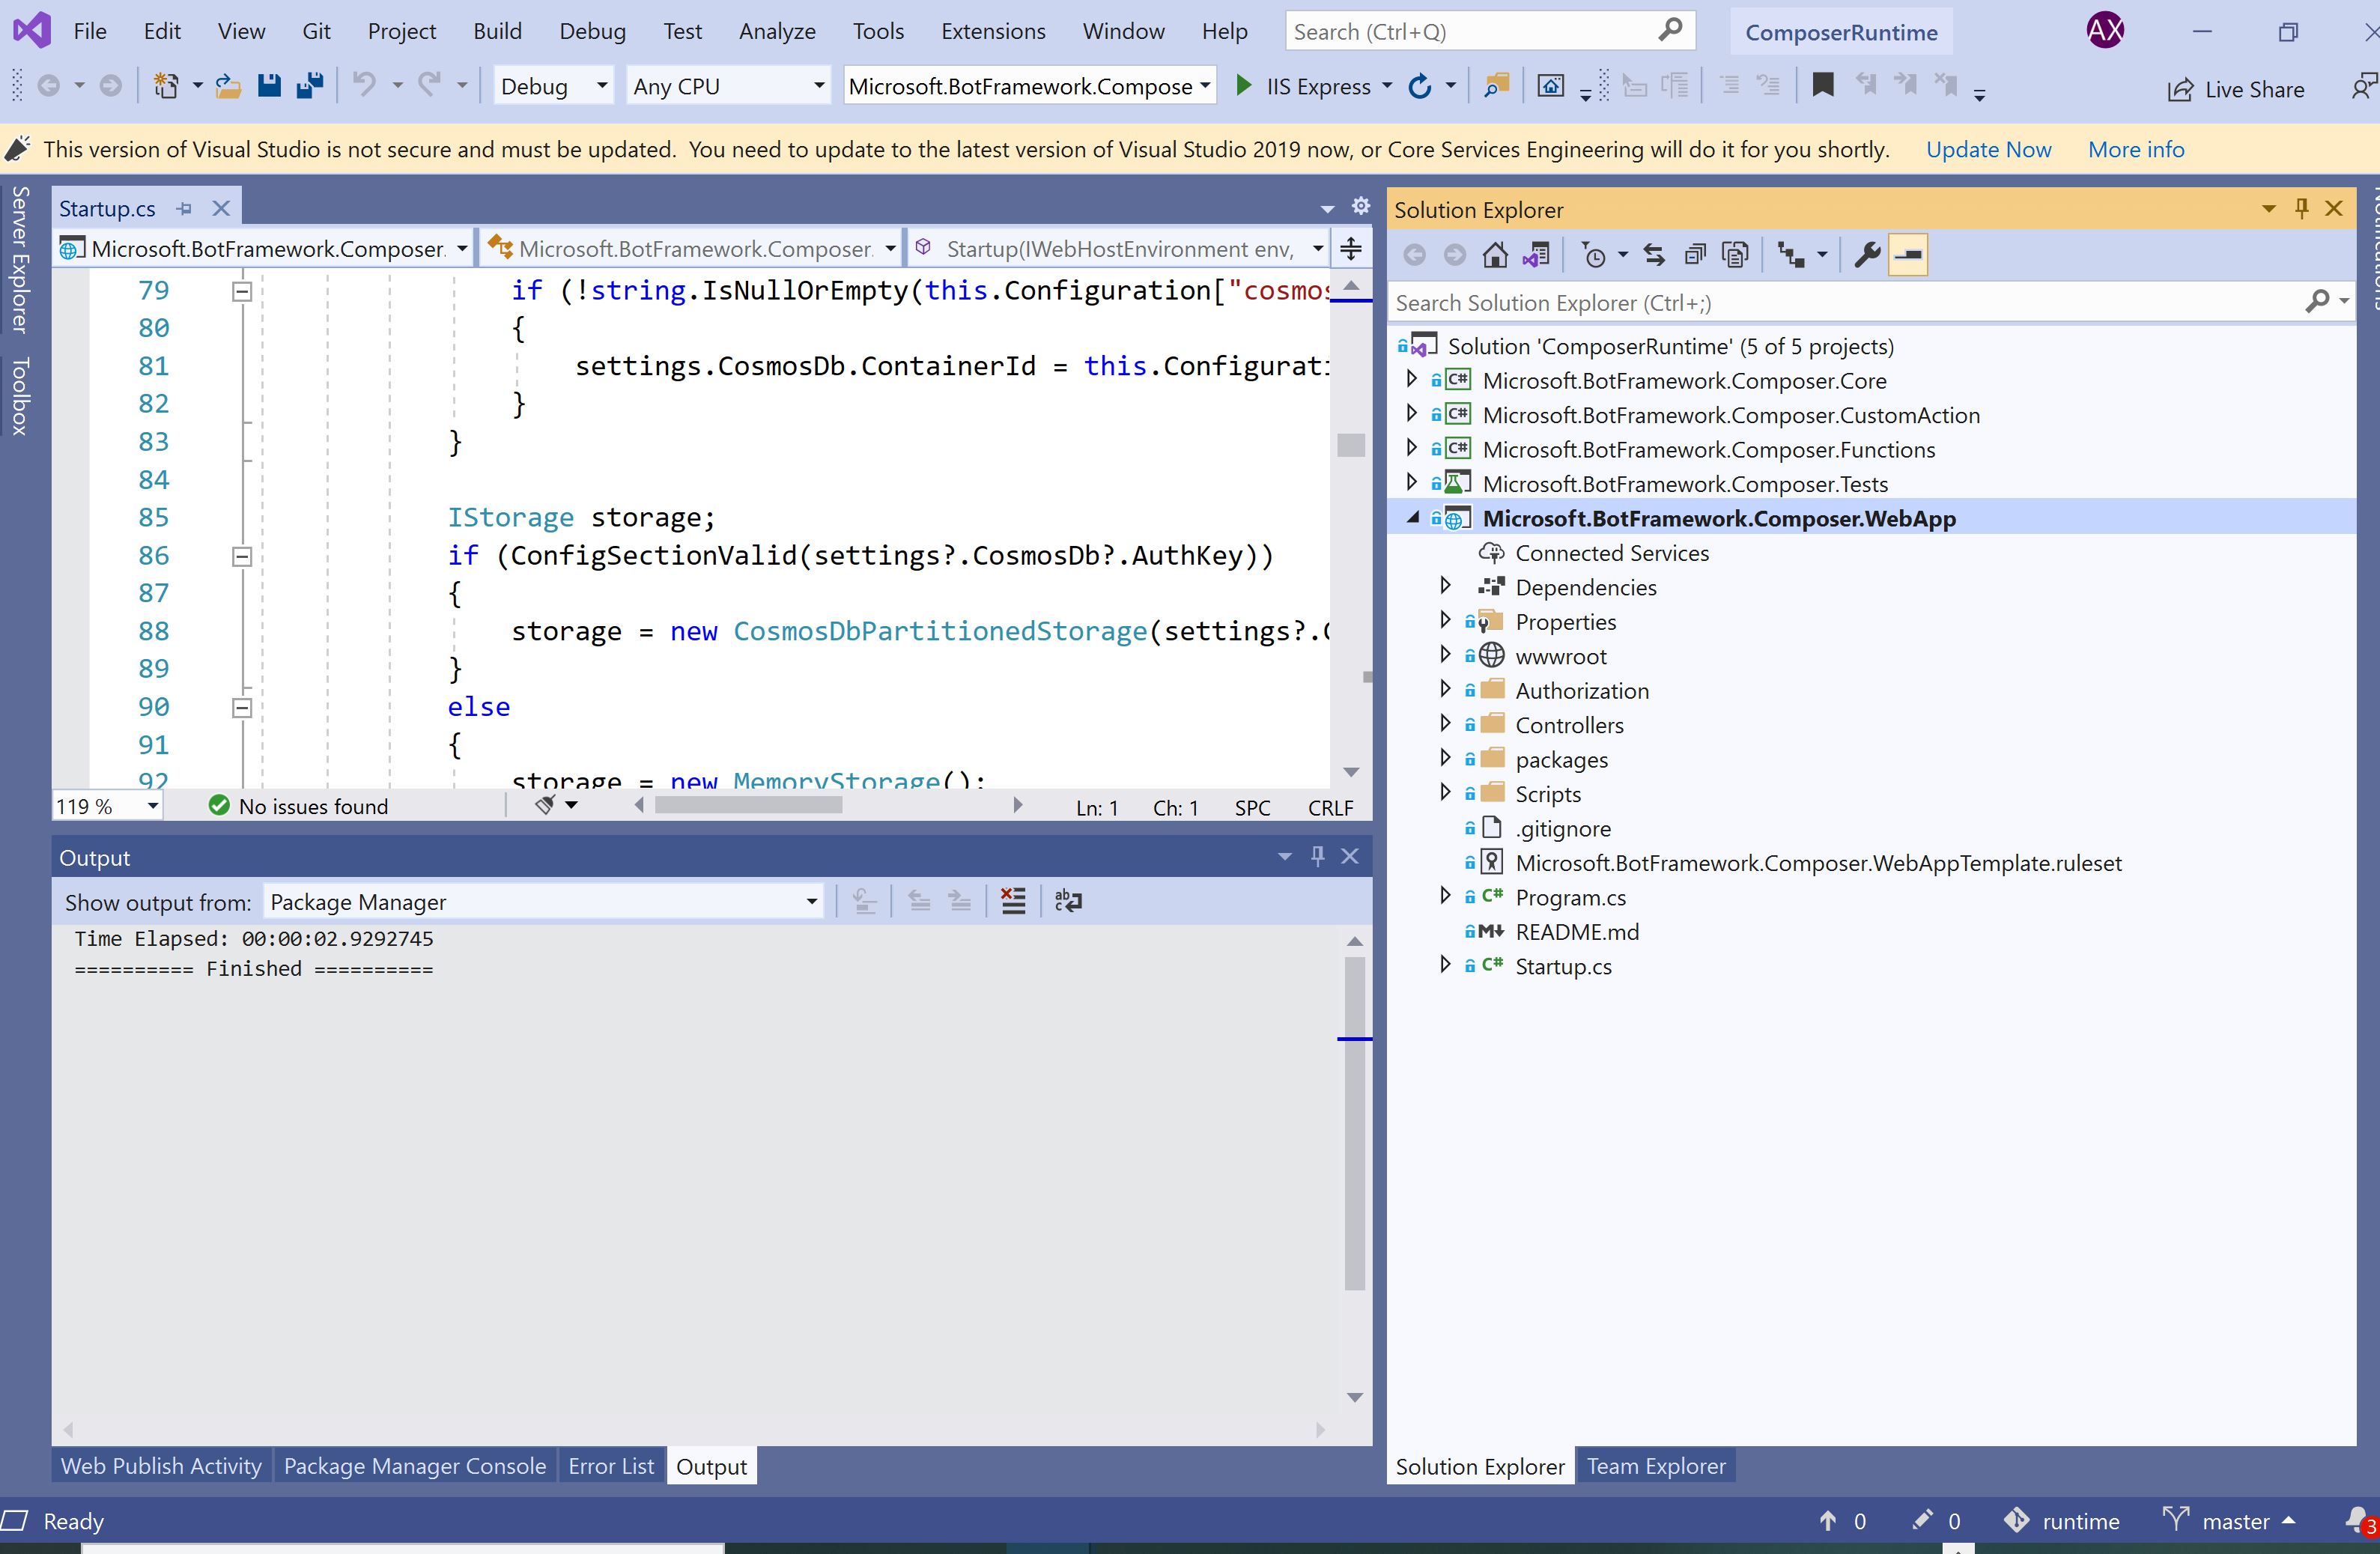 File Edit View Git Project Build Debug Test Analyze Tools Extensions Window Help Search (Ctrl+Q) ComposerRuntime AX
Debug Any CPU Microsoft.BotFramework.Compose IIS Express Live Share
This version of Visual Studio is not secure and must be updated. You need to update to the latest version of Visual Studio 2019 now, or Core Services Engineering will do it for you shortly. Update Now More info
Server Explorer
Toolbox
Startup.cs
Microsoft.BotFramework.Composer. Microsoft.BotFramework.Composer. Startup(IWebHostEnvironment env,
79 if (!string.IsNullOrEmpty(this.Configuration["cosmos
80 {
81 settings.CosmosDb.ContainerId = this.Configurati
82 }
83 }
84
85 IStorage storage;
86 if (ConfigSectionValid(settings?.CosmosDb?.AuthKey))
87 {
88 storage = new CosmosDbPartitionedStorage(settings?.C
89 }
90 else
91 {
92 storage = new MemoryStorage();
119 % No issues found Ln: 1 Ch: 1 SPC CRLF
Output
Show output from: Package Manager
Time Elapsed: 00:00:02.9292745
========== Finished ==========
Web Publish Activity Package Manager Console Error List Output
Solution Explorer
Search Solution Explorer (Ctrl+;)
Solution 'ComposerRuntime' (5 of 5 projects)
C# Microsoft.BotFramework.Composer.Core
C# Microsoft.BotFramework.Composer.CustomAction
C# Microsoft.BotFramework.Composer.Functions
Microsoft.BotFramework.Composer.Tests
Microsoft.BotFramework.Composer.WebApp
Connected Services
Dependencies
Properties
wwwroot
Authorization
Controllers
packages
Scripts
.gitignore
Microsoft.BotFramework.Composer.WebAppTemplate.ruleset
C# Program.cs
README.md
C# Startup.cs
Solution Explorer Team Explorer
Notifications
Ready 0 0 runtime master 3